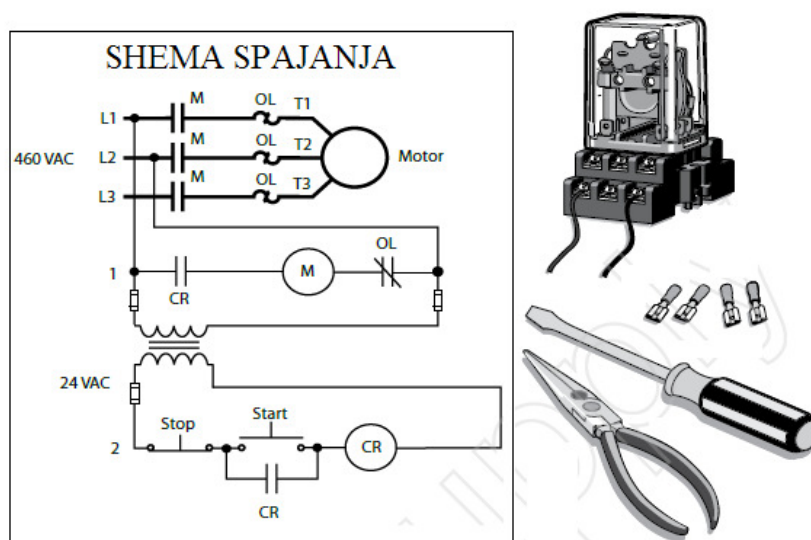 SHEMA SPAJANJA
M OL T1
L1
M OL T2
460 VAC L2 Motor
M OL T3
L3
OL
1 M
CR
24 VAC
Stop Start
2 CR
CR